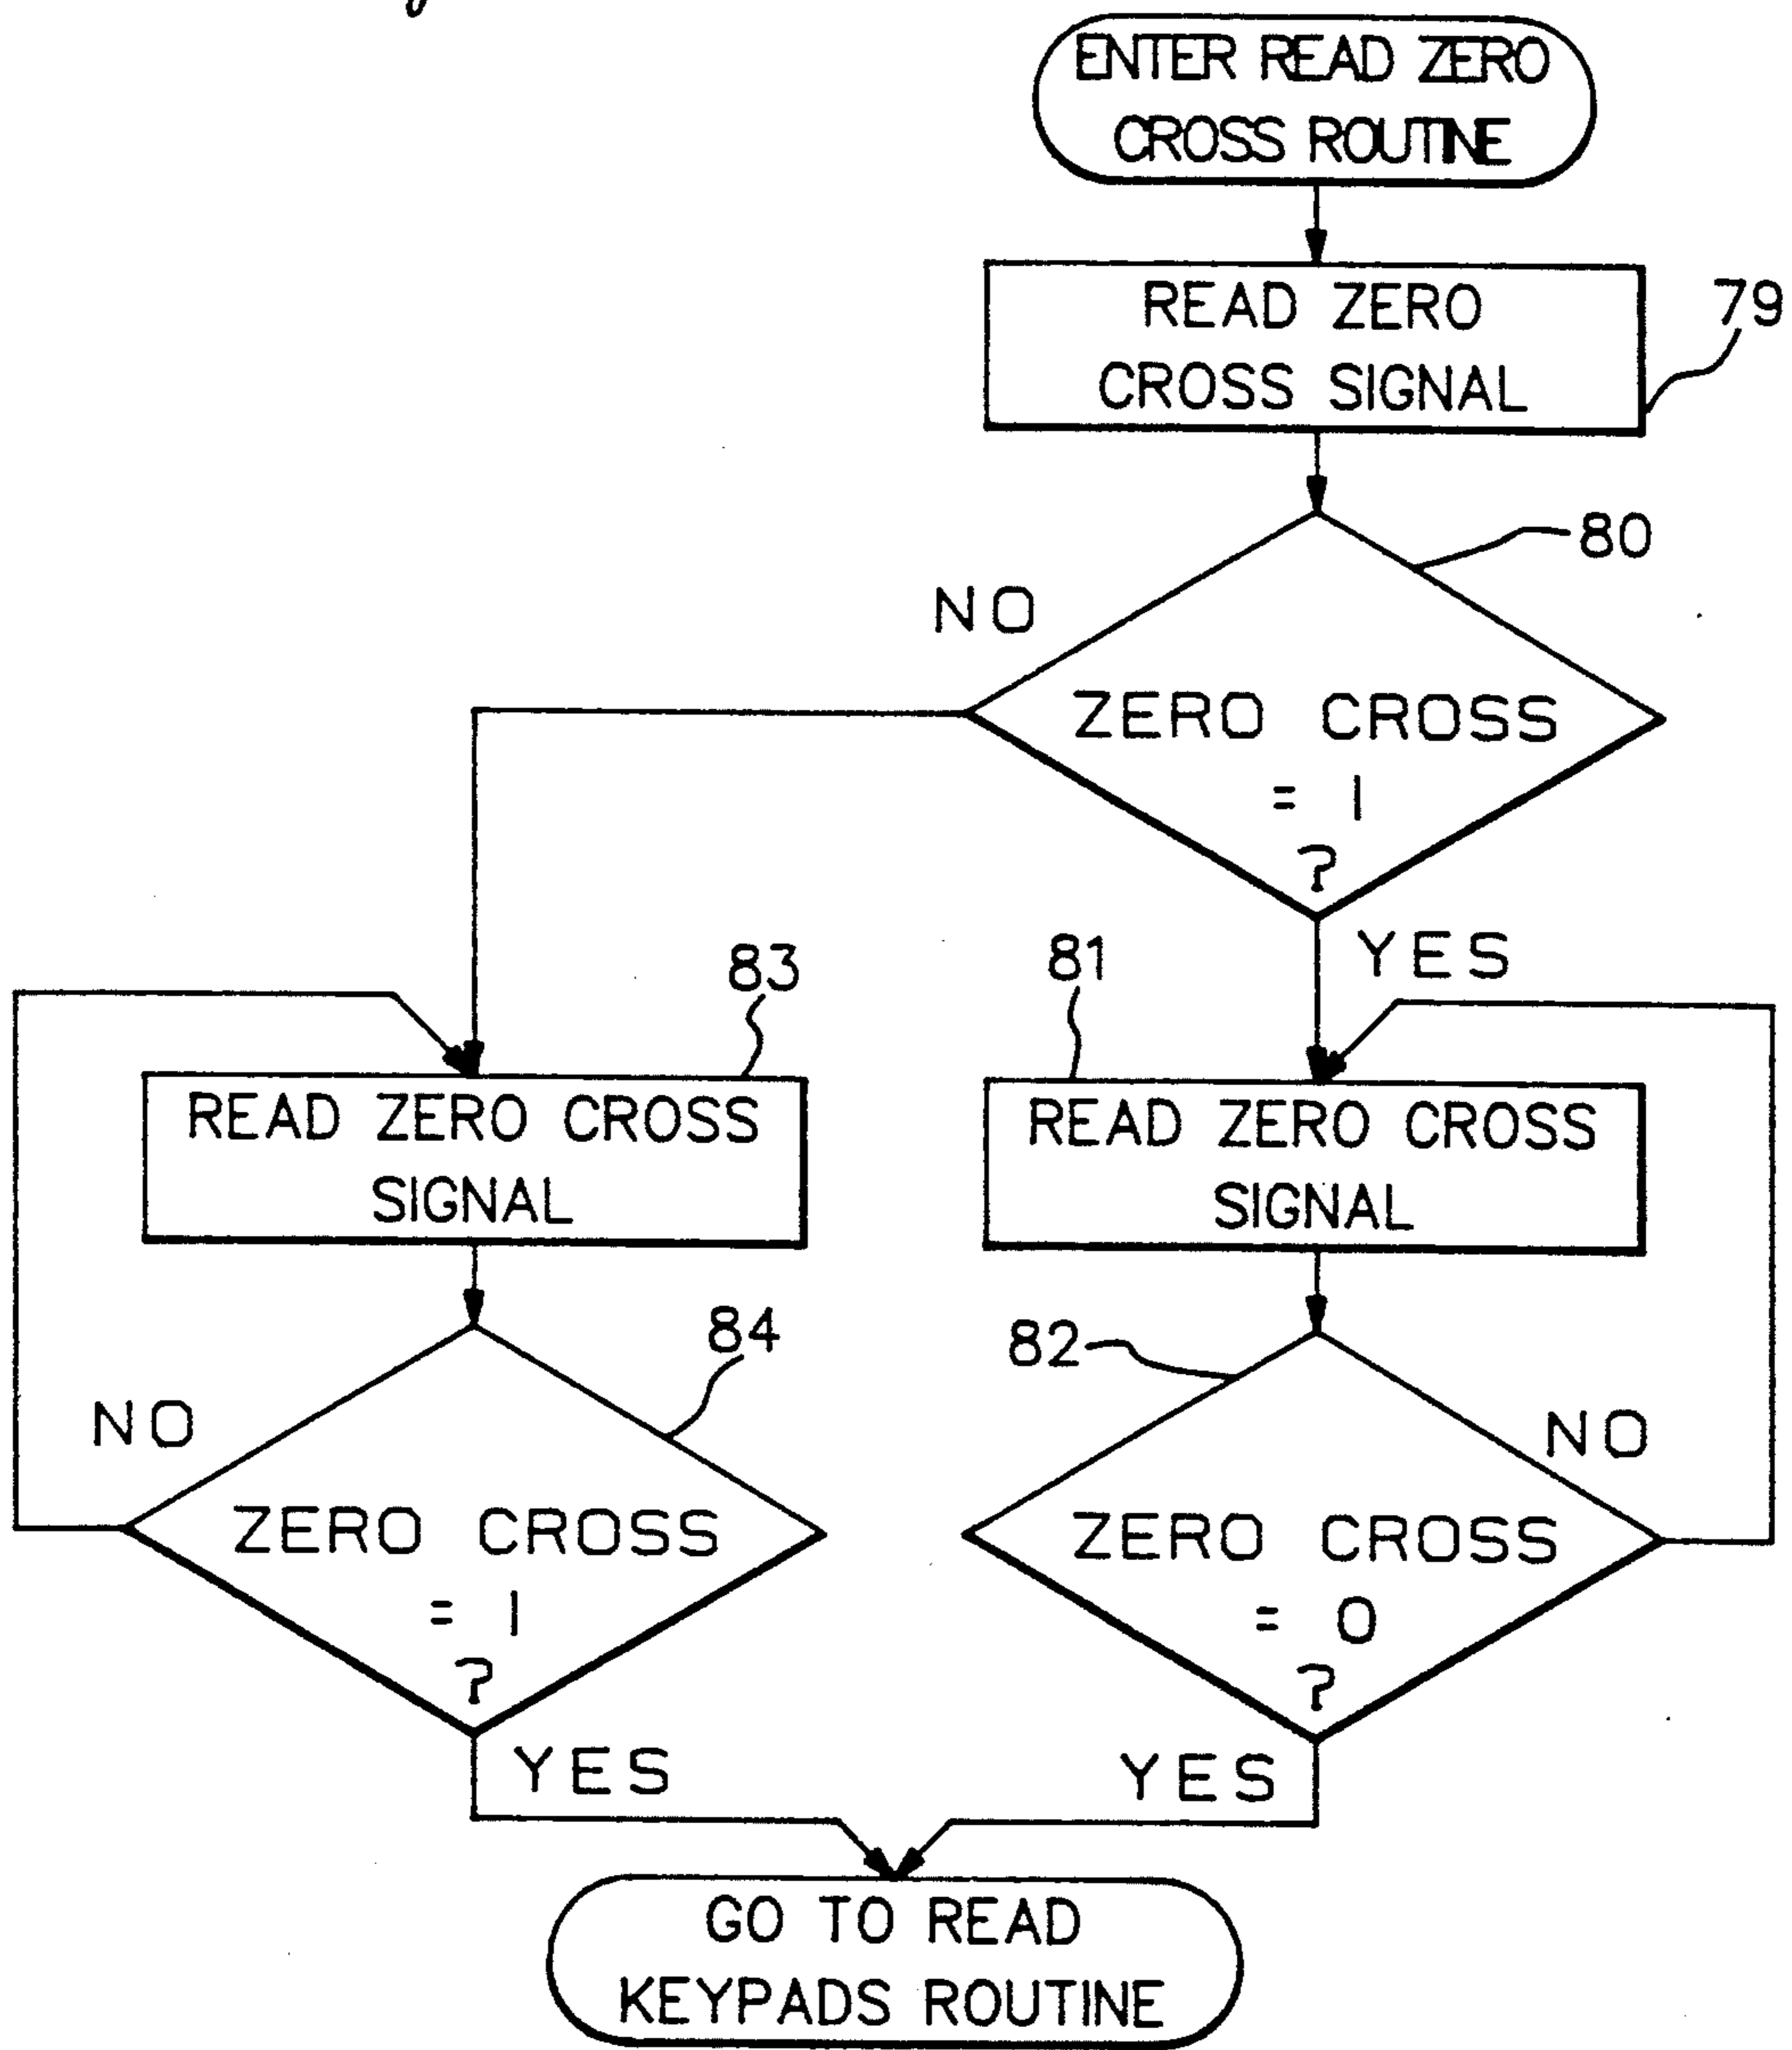 ENTER READ ZERO
CROSS ROUTINE
READ ZERO
CROSS SIGNAL
79
80
NO
ZERO CROSS
= 1
?
YES
83
81
READ ZERO CROSS
SIGNAL
READ ZERO CROSS
SIGNAL
84
82
NO
ZERO CROSS
= 1
?
YES
NO
ZERO CROSS
= 0
?
YES
GO TO READ
KEYPADS ROUTINE